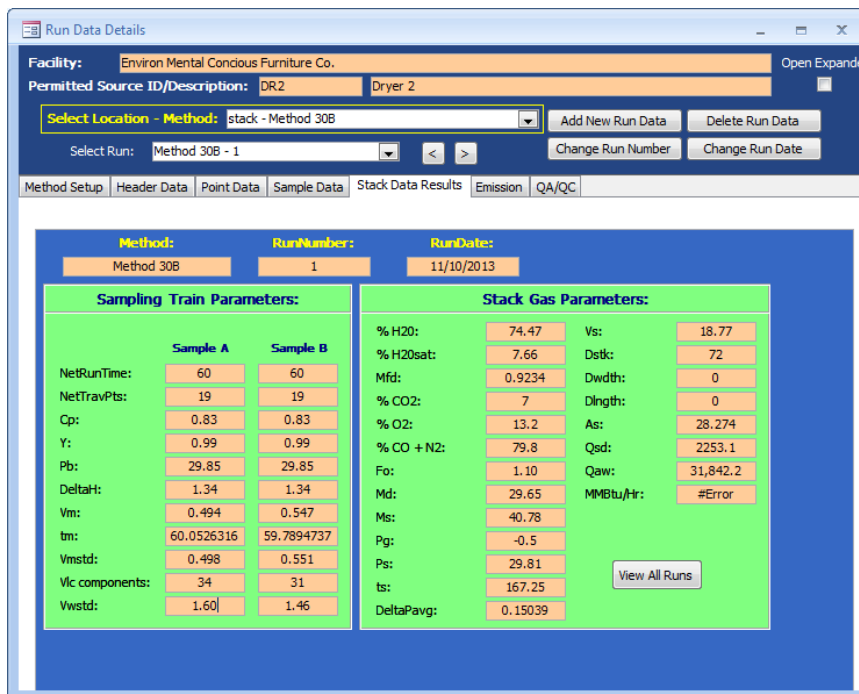 Run Data Details
Facility: Environ Mental Concious Furniture Co. Open Expande
Permitted Source ID/Description: DR2 Dryer 2
Select Location - Method: stack - Method 30B Add New Run Data Delete Run Data
Select Run: Method 30B - 1 < > Change Run Number Change Run Date
Method Setup Header Data Point Data Sample Data Stack Data Results Emission QA/QC
Method: RunNumber: RunDate:
Method 30B 1 11/10/2013
Sampling Train Parameters:
Sample A Sample B
NetRunTime: 60 60
NetTravPts: 19 19
Cp: 0.83 0.83
Y: 0.99 0.99
Pb: 29.85 29.85
DeltaH: 1.34 1.34
Vm: 0.494 0.547
tm: 60.0526316 59.7894737
Vmstd: 0.498 0.551
Vlc components: 34 31
Vwstd: 1.60 1.46
Stack Gas Parameters:
% H20: 74.47 Vs: 18.77
% H20sat: 7.66 Dstk: 72
Mfd: 0.9234 Dwdth: 0
% CO2: 7 Dlngth: 0
% O2: 13.2 As: 28.274
% CO + N2: 79.8 Qsd: 2253.1
Fo: 1.10 Qaw: 31,842.2
Md: 29.65 MMBtu/Hr: #Error
Ms: 40.78
Pg: -0.5
Ps: 29.81
ts: 167.25
DeltaPavg: 0.15039
View All Runs